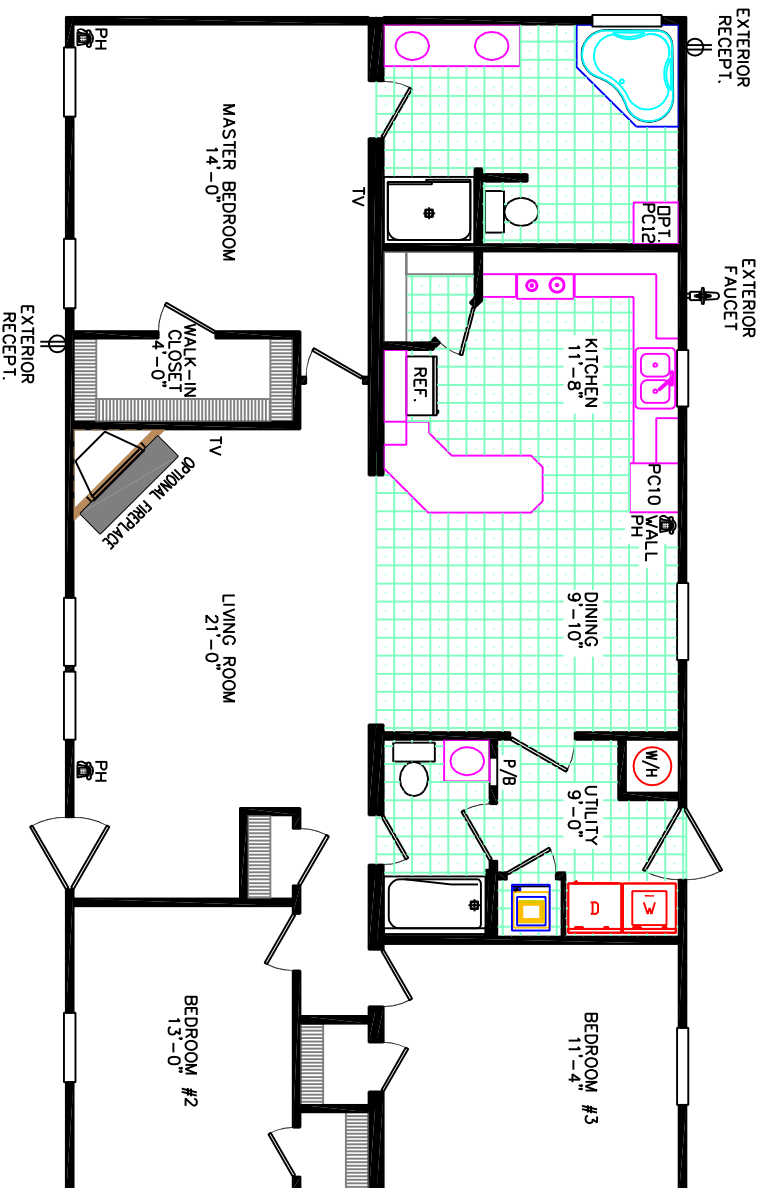 EXTERIOR
RECEPT.
EXTERIOR
FAUCET
OPT.
PC12
PH
MASTER BEDROOM
14'-0"
TV
KITCHEN
11'-8"
REF.
PC10
WALL
PH
WALK-IN
CLOSET
4'-0"
EXTERIOR
RECEPT.
TV
OPTIONAL FIREPLACE
DINING
9'-10"
LIVING ROOM
21'-0"
PH
W/H
P/B
UTILITY
9'-0"
D
W
BEDROOM #2
13'-0"
BEDROOM #3
11'-4"